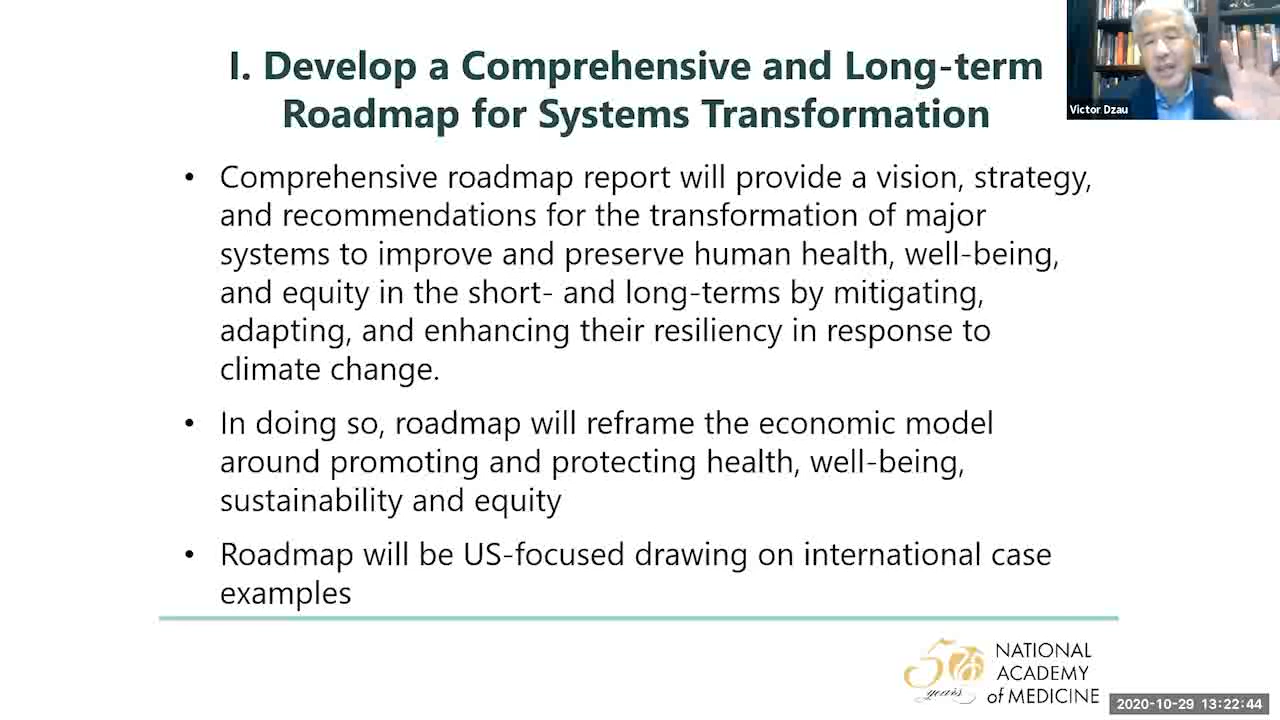 I. Develop a Comprehensive and Long-term
Roadmap for Systems Transformation
Victor Dzau
• Comprehensive roadmap report will provide a vision, strategy,
and recommendations for the transformation of major
systems to improve and preserve human health, well-being,
and equity in the short- and long-terms by mitigating,
adapting, and enhancing their resiliency in response to
climate change.
• In doing so, roadmap will reframe the economic model
around promoting and protecting health, well-being,
sustainability and equity
• Roadmap will be US-focused drawing on international case
examples
50
years
NATIONAL
ACADEMY
of MEDICINE
2020-10-29 13:22:44